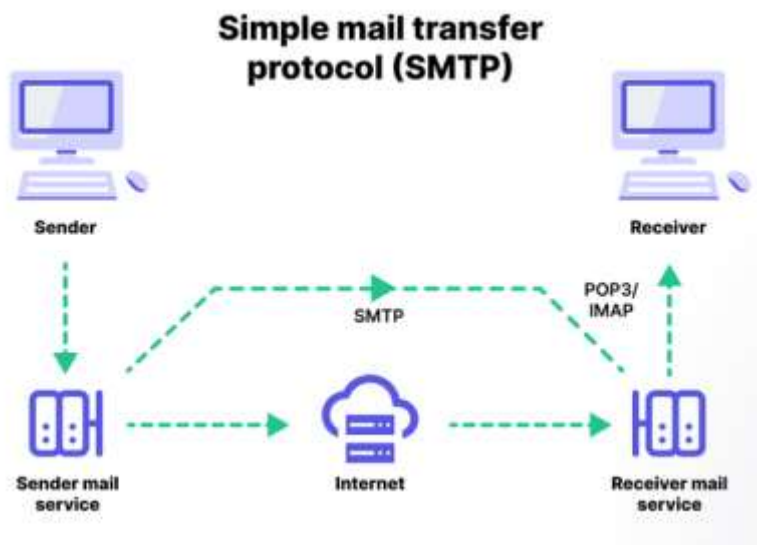 Simple mail transfer
protocol (SMTP)
Sender
Receiver
SMTP
POP3/
IMAP
Sender mail
service
Internet
Receiver mail
service